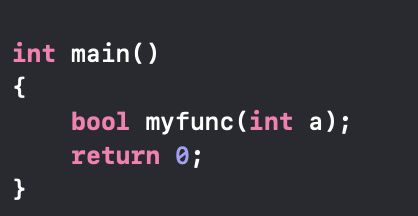 int main()
{
    bool myfunc(int a);
    return 0;
}